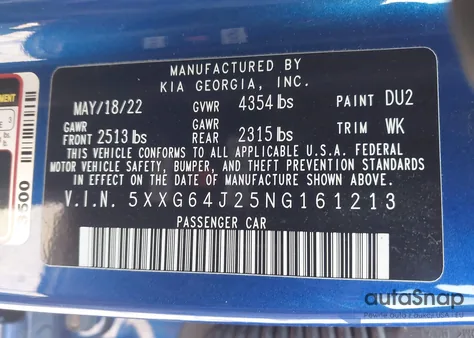 MANUFACTURED BY
KIA GEORGIA, INC.
MAY/18/22 GVWR 4354 lbs PAINT DU2
GAWR FRONT 2513 lbs GAWR REAR 2315 lbs TRIM WK
THIS VEHICLE CONFORMS TO ALL APPLICABLE U.S.A. FEDERAL
MOTOR VEHICLE SAFETY, BUMPER, AND THEFT PREVENTION STANDARDS
IN EFFECT ON THE DATE OF MANUFACTURE SHOWN ABOVE.
V.I.N. 5XXG64J25NG161213
PASSENGER CAR
3500
autoSnap